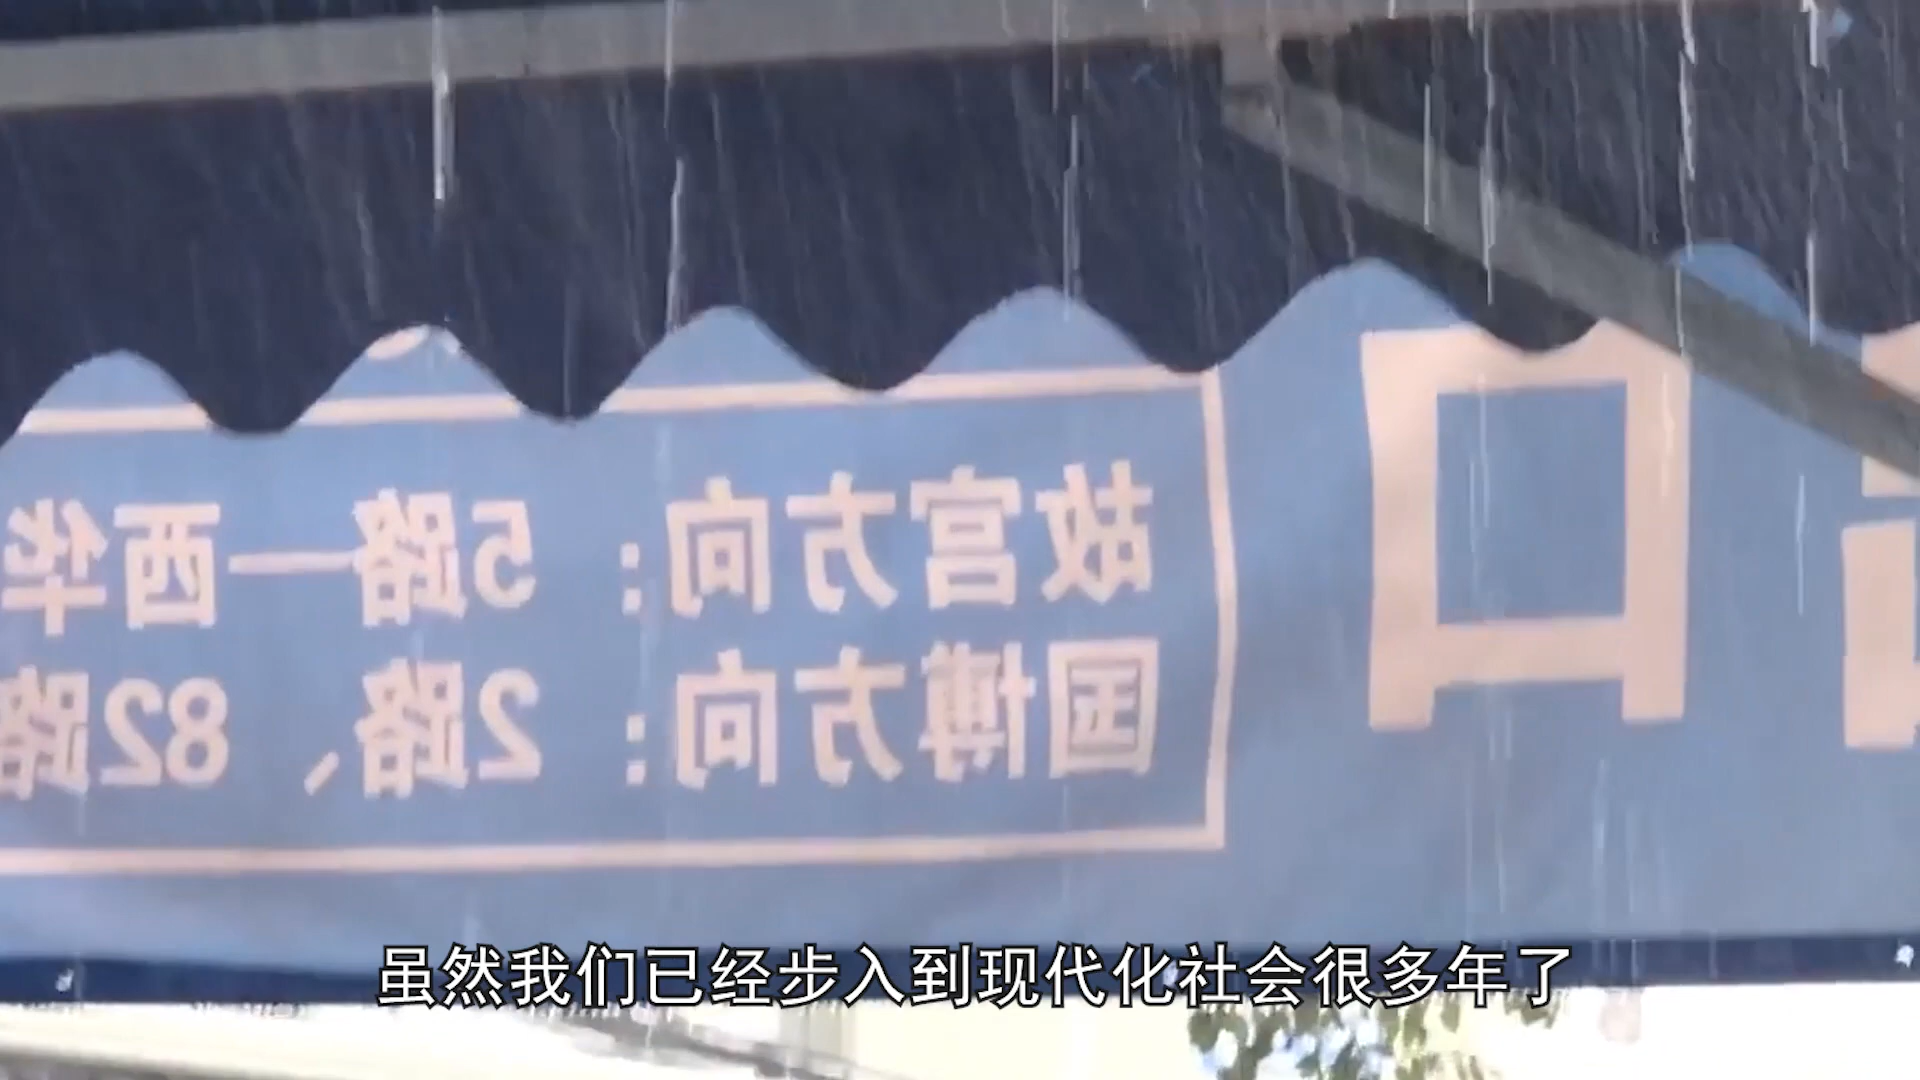 口
故宫方向：5路—西华
国博方向：2路、82路
虽然我们已经步入到现代化社会很多年了